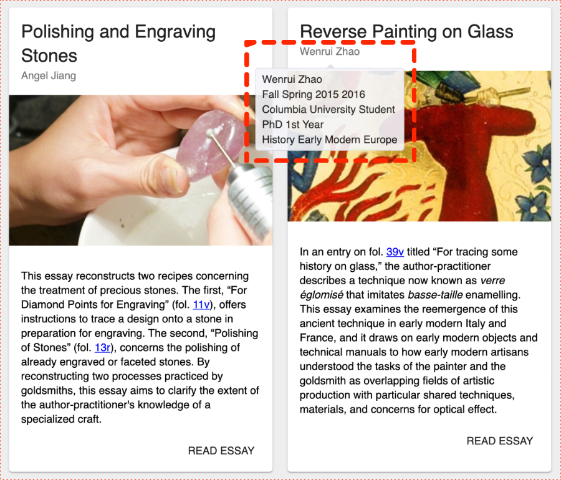 Polishing and Engraving
Stones
Angel Jiang
This essay reconstructs two recipes concerning
the treatment of precious stones. The first, “For
Diamond Points for Engraving” (fol. 11v), offers
instructions to trace a design onto a stone in
preparation for engraving. The second, “Polishing
of Stones” (fol. 13r), concerns the polishing of
already engraved or faceted stones. By
reconstructing two processes practiced by
goldsmiths, this essay aims to clarify the extent of
the author-practitioner's knowledge of a
specialized craft.
READ ESSAY
Reverse Painting on Glass
Wenrui Zhao
Wenrui Zhao
Fall Spring 2015 2016
Columbia University Student
PhD 1st Year
History Early Modern Europe
In an entry on fol. 39v titled “For tracing some
history on glass,” the author-practitioner
describes a technique now known as verre
églomisé that imitates basse-taille enamelling.
This essay examines the reemergence of this
ancient technique in early modern Italy and
France, and it draws on early modern objects and
technical manuals to how early modern artisans
understood the tasks of the painter and the
goldsmith as overlapping fields of artistic
production with particular shared techniques,
materials, and concerns for optical effect.
READ ESSAY